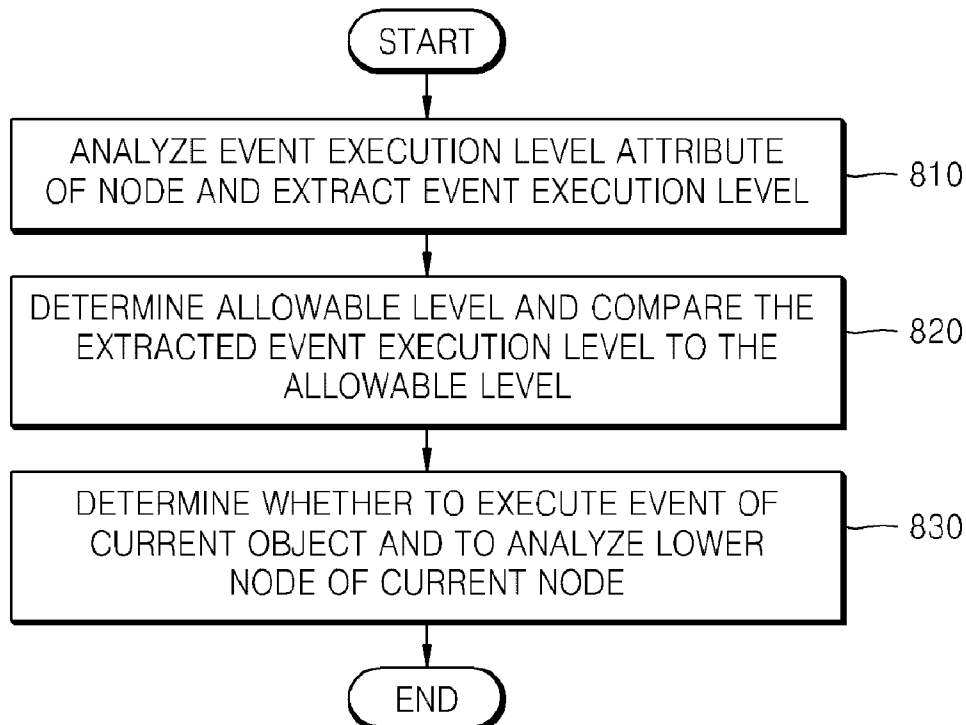 START
ANALYZE EVENT EXECUTION LEVEL ATTRIBUTE
OF NODE AND EXTRACT EVENT EXECUTION LEVEL
810
DETERMINE ALLOWABLE LEVEL AND COMPARE THE
EXTRACTED EVENT EXECUTION LEVEL TO THE
ALLOWABLE LEVEL
820
DETERMINE WHETHER TO EXECUTE EVENT OF
CURRENT OBJECT AND TO ANALYZE LOWER
NODE OF CURRENT NODE
830
END